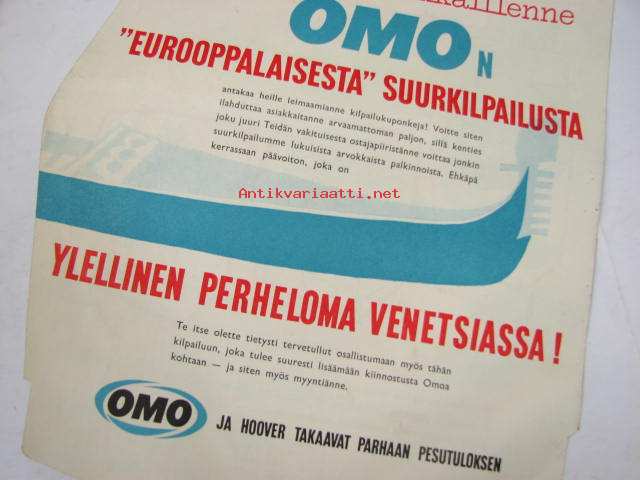 OMON
"EUROOPPALAISESTA" SUURKILPAILUSTA
antakaa heille leimaamianne kilpailukuponkeja! Voitte siten
ilahduttaa asiakkaitanne arvaamattoman paljon, sillä kenties
joku juuri Teidän vakituisesta ostajapiiristänne voittaa jonkin
suurkilpailumme lukuisista arvokkaista palkinnoista. Ehkäpä
kerrassaan päävoiton, joka on
Antikvariaatti.net
YLELLINEN PERHELOMA VENETSIASSA!
Te itse olette tietysti tervetullut osallistumaan myös tähän
kilpailuun, joka tulee suuresti lisäämään kiinnostusta Omoa
kohtaan — ja siten myös myyntiänne.
OMO JA HOOVER TAKAAVAT PARHAAN PESUTULOKSEN